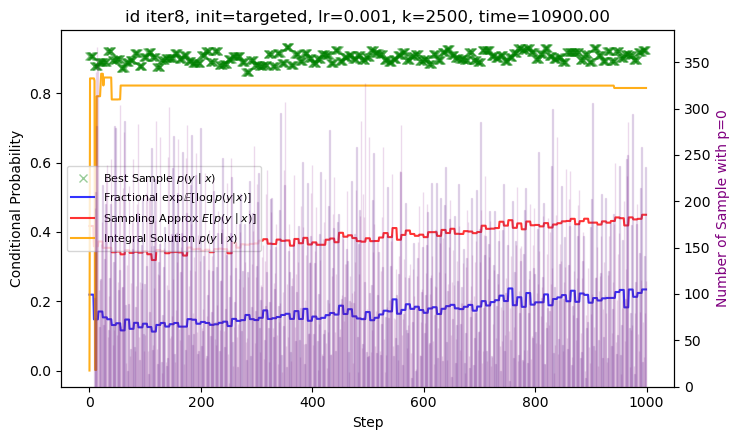 id iter8, init=targeted, lr=0.001, k=2500, time=10900.00
Conditional Probability
0.8
0.6
0.4
0.2
0.0
Best Sample p(y | x)
Fractional exp𝔼[log p(y|x)]
Sampling Approx E[p(y | x)]
Integral Solution p(y | x)
350
300
250
200
150
100
50
0
Number of Sample with p=0
0 200 400 600 800 1000
Step